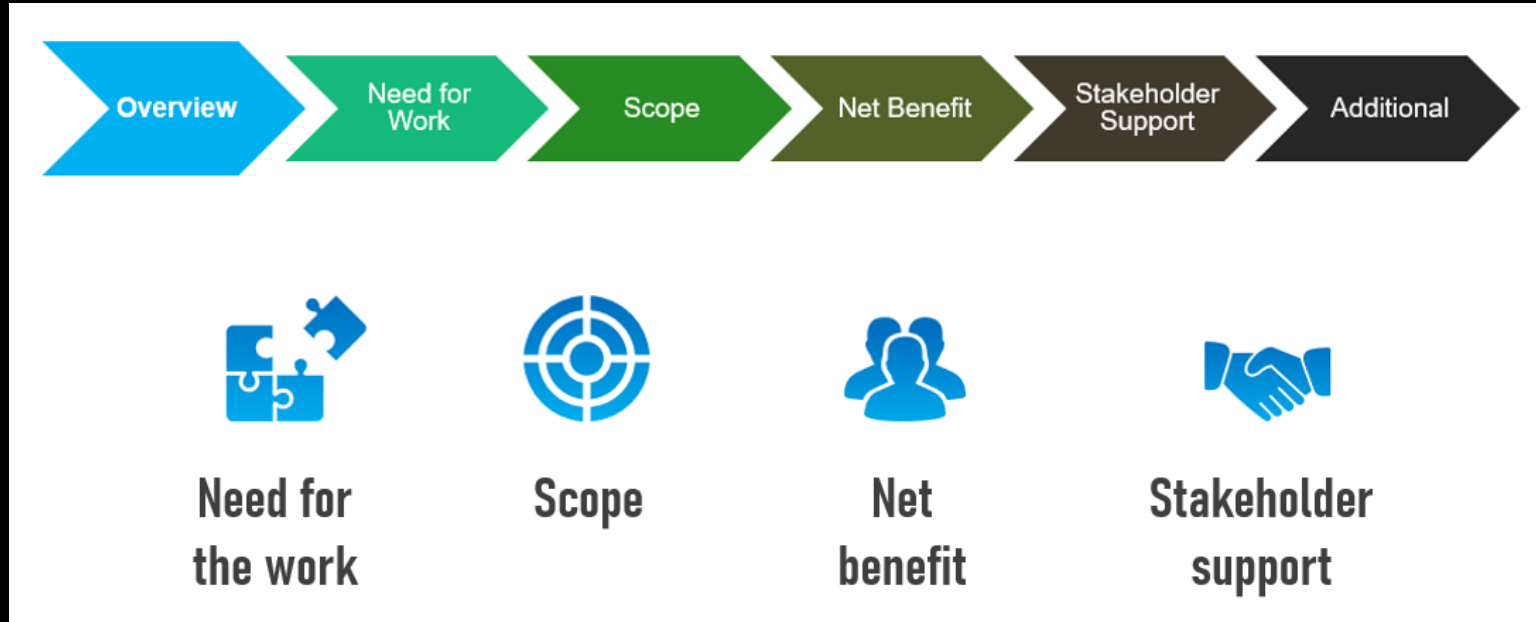 Overview
Need for
Work
Scope
Net Benefit
Stakeholder
Support
Additional
Need for
the work
Scope
Net
benefit
Stakeholder
support